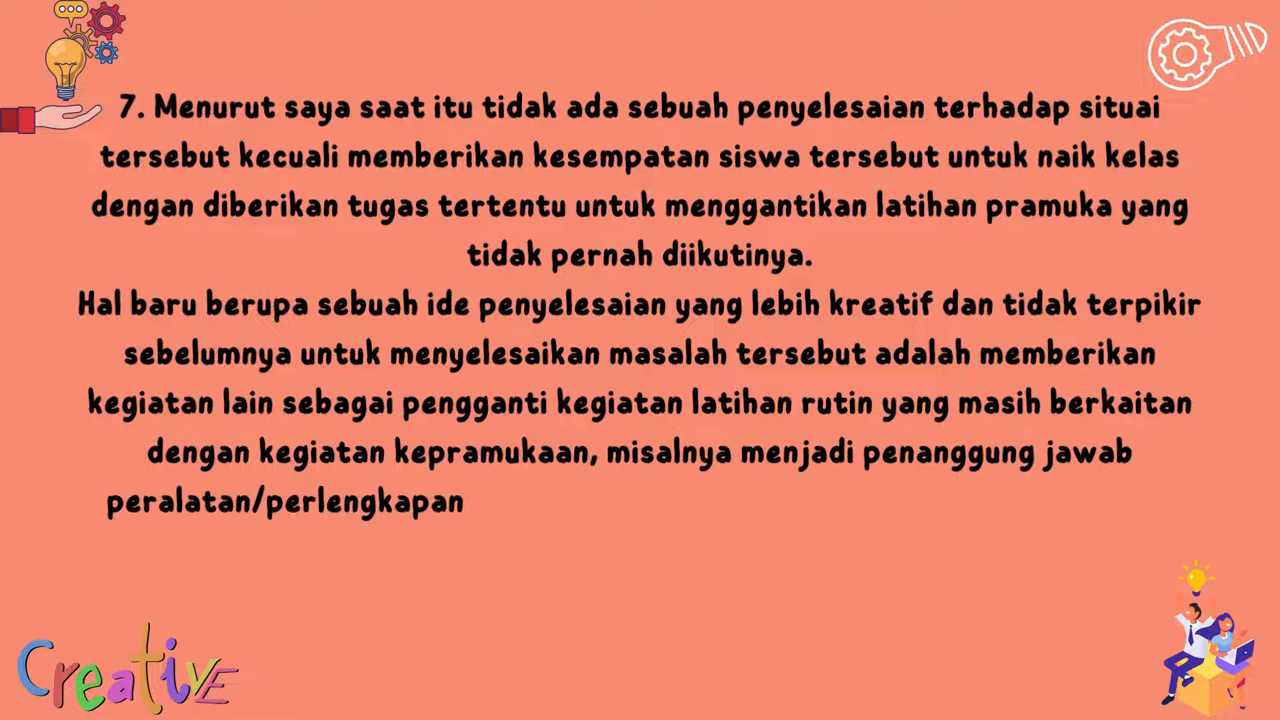 7. Menurut saya saat itu tidak ada sebuah penyelesaian terhadap situai
tersebut kecuali memberikan kesempatan siswa tersebut untuk naik kelas
dengan diberikan tugas tertentu untuk menggantikan latihan pramuka yang
tidak pernah diikutinya.
Hal baru berupa sebuah ide penyelesaian yang lebih kreatif dan tidak terpikir
sebelumnya untuk menyelesaikan masalah tersebut adalah memberikan
kegiatan lain sebagai pengganti kegiatan latihan rutin yang masih berkaitan
dengan kegiatan kepramukaan, misalnya menjadi penanggung jawab
peralatan/perlengkapan
CreatiVE